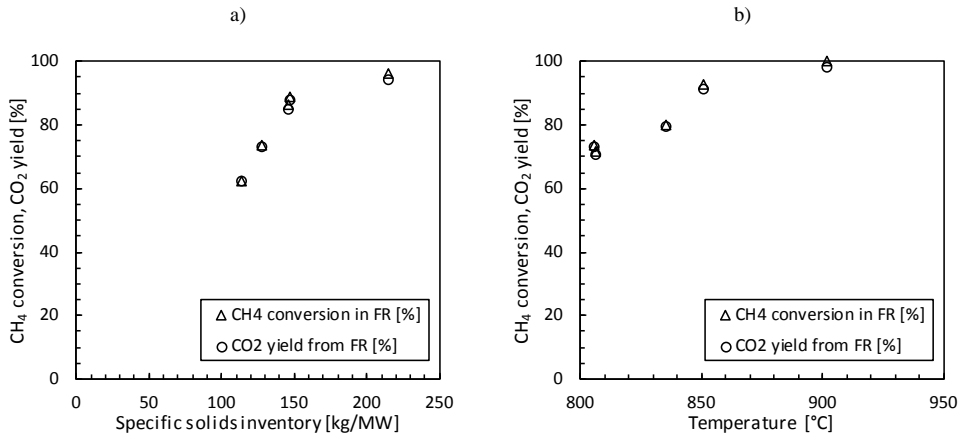 a)
CH4 conversion, CO2 yield [%]
100
80
60
40
20
0
CH4 conversion in FR [%]
CO2 yield from FR [%]
0 50 100 150 200 250
Specific solids inventory [kg/MW]
b)
CH4 conversion, CO2 yield [%]
100
80
60
40
20
0
CH4 conversion in FR [%]
CO2 yield from FR [%]
800 850 900 950
Temperature [°C]